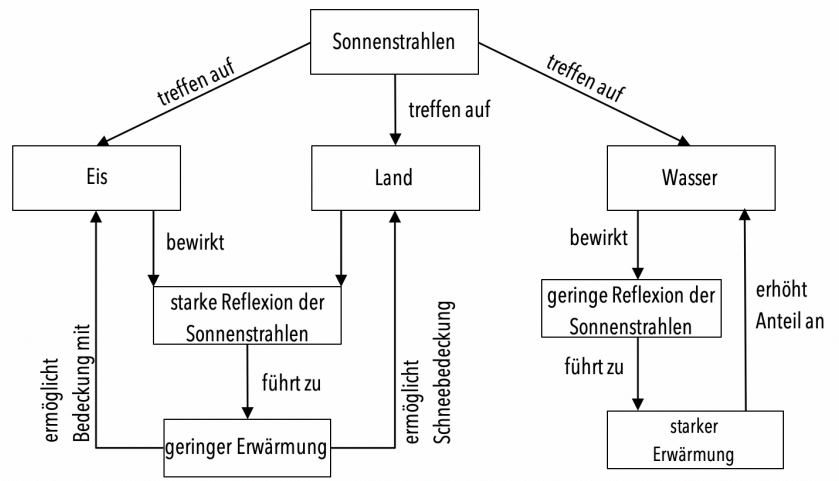 Sonnenstrahlen
treffen auf
treffen auf
treffen auf
Eis
Land
Wasser
bewirkt
bewirkt
starke Reflexion der
Sonnenstrahlen
geringe Reflexion der
Sonnenstrahlen
erhöht
Anteil an
ermöglicht
Bedeckung mit
führt zu
ermöglicht
Schneebedeckung
führt zu
geringer Erwärmung
starker
Erwärmung